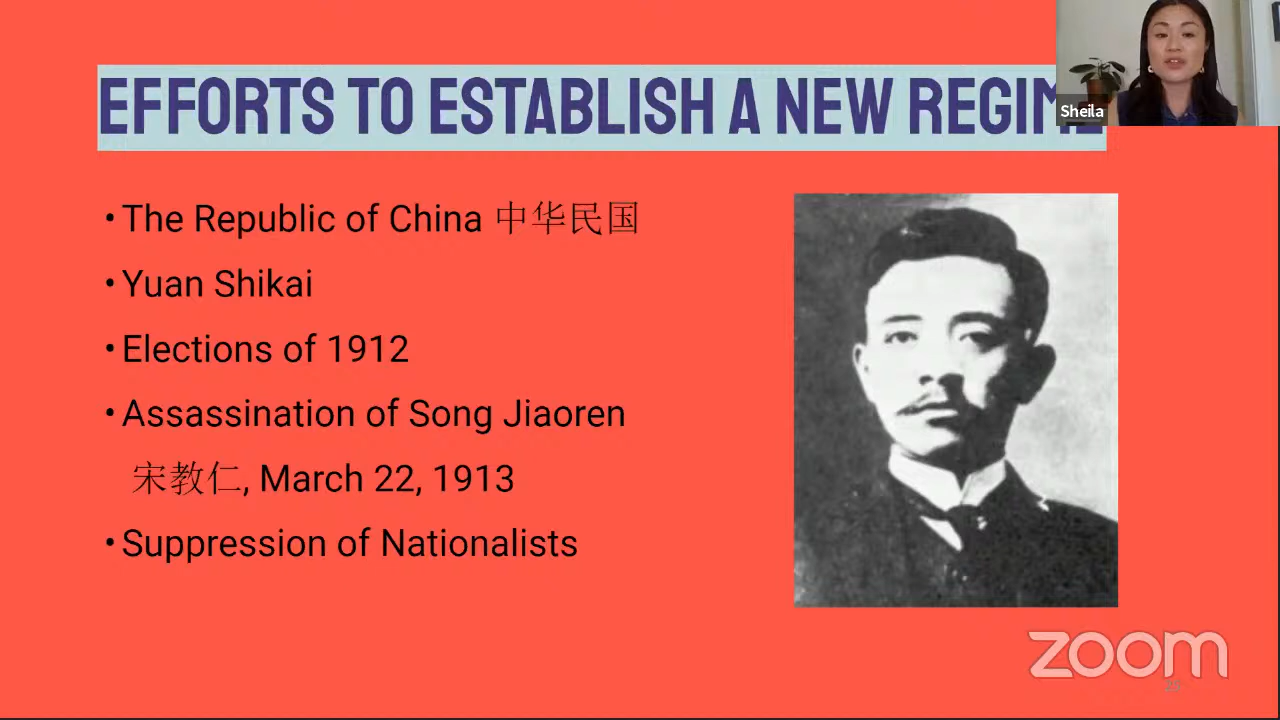 EFFORTS TO ESTABLISH A NEW REGIME
Sheila
• The Republic of China 中华民国
• Yuan Shikai
• Elections of 1912
• Assassination of Song Jiaoren
宋教仁, March 22, 1913
• Suppression of Nationalists
zoom